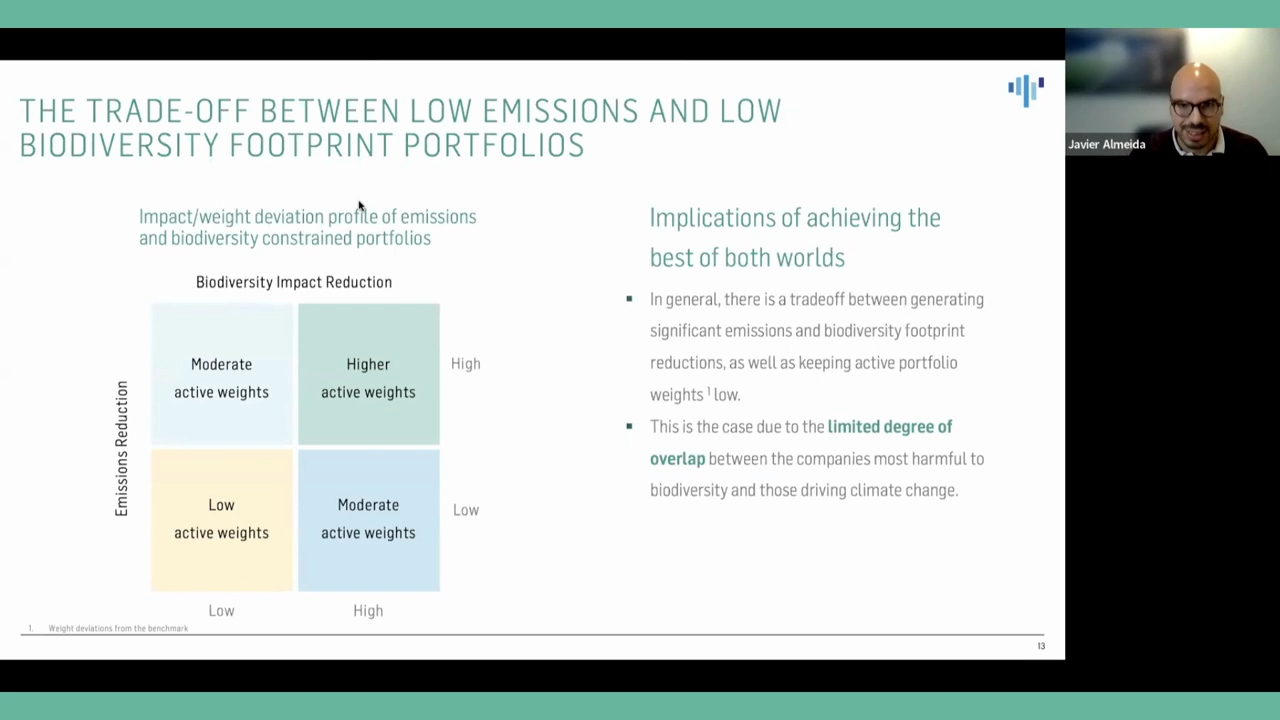 THE TRADE-OFF BETWEEN LOW EMISSIONS AND LOW
BIODIVERSITY FOOTPRINT PORTFOLIOS
Impact/weight deviation profile of emissions
and biodiversity constrained portfolios
Biodiversity Impact Reduction
Emissions Reduction
Moderate
active weights
Higher
active weights
High
Low
active weights
Moderate
active weights
Low
Low
High
Implications of achieving the
best of both worlds
▪ In general, there is a tradeoff between generating
significant emissions and biodiversity footprint
reductions, as well as keeping active portfolio
weights ¹ low.
▪ This is the case due to the limited degree of
overlap between the companies most harmful to
biodiversity and those driving climate change.
1. Weight deviations from the benchmark
13
Javier Almeida